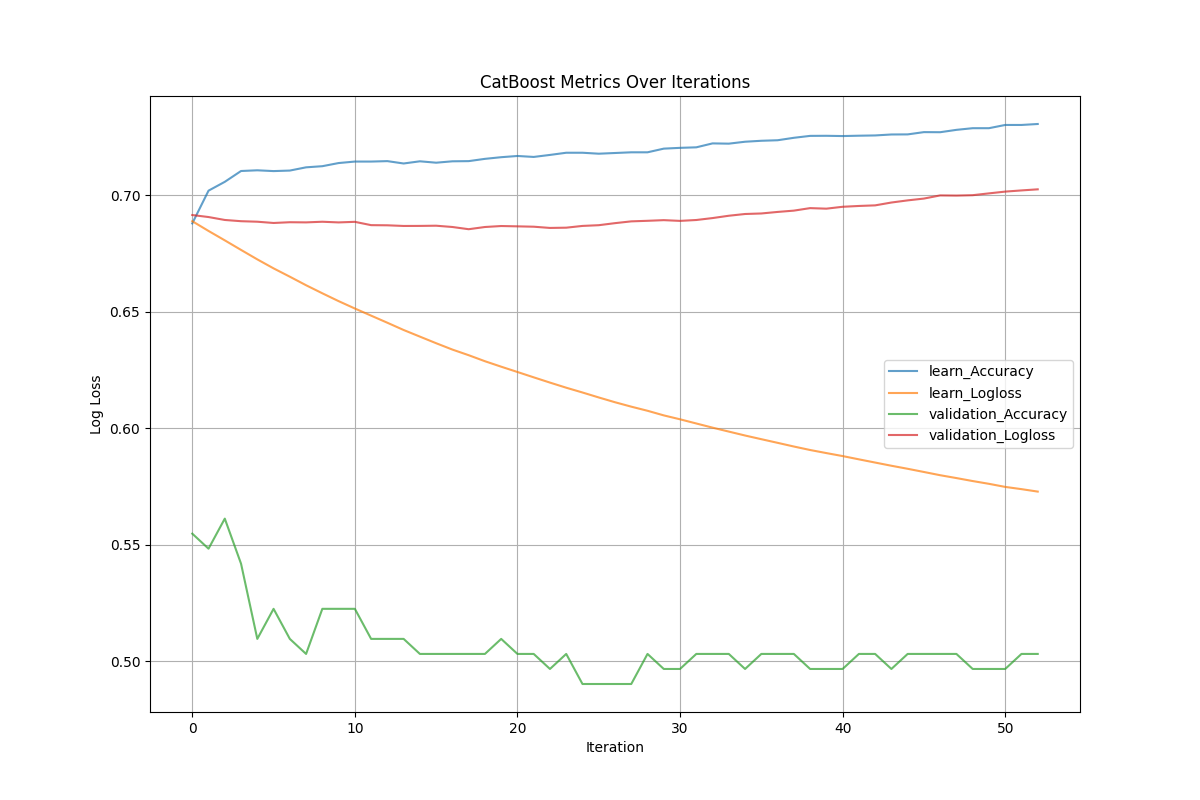 CatBoost Metrics Over Iterations
Log Loss
0.70
0.65
0.60
0.55
0.50
learn_Accuracy
learn_Logloss
validation_Accuracy
validation_Logloss
0 10 20 30 40 50
Iteration